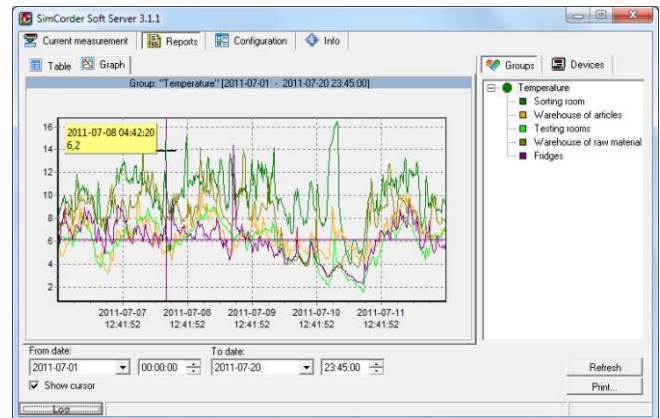 SimCorder Soft Server 3.1.1
Current measurement Reports Configuration Info
Table Graph
Groups Devices
Group: "Temperature" [2011-07-01 - 2011-07-20 23:45:00]
Temperature
Sorting room
Warehouse of articles
Testing rooms
Warehouse of raw material
Fridges
2011-07-08 04:42:20
6,2
16
14
12
10
8
6
4
2
2011-07-07 2011-07-08 2011-07-09 2011-07-10 2011-07-11
12:41:52 12:41:52 12:41:52 12:41:52 12:41:52
From date: To date:
2011-07-01 00:00:00 2011-07-20 23:45:00
Refresh
Show cursor
Print...
Log